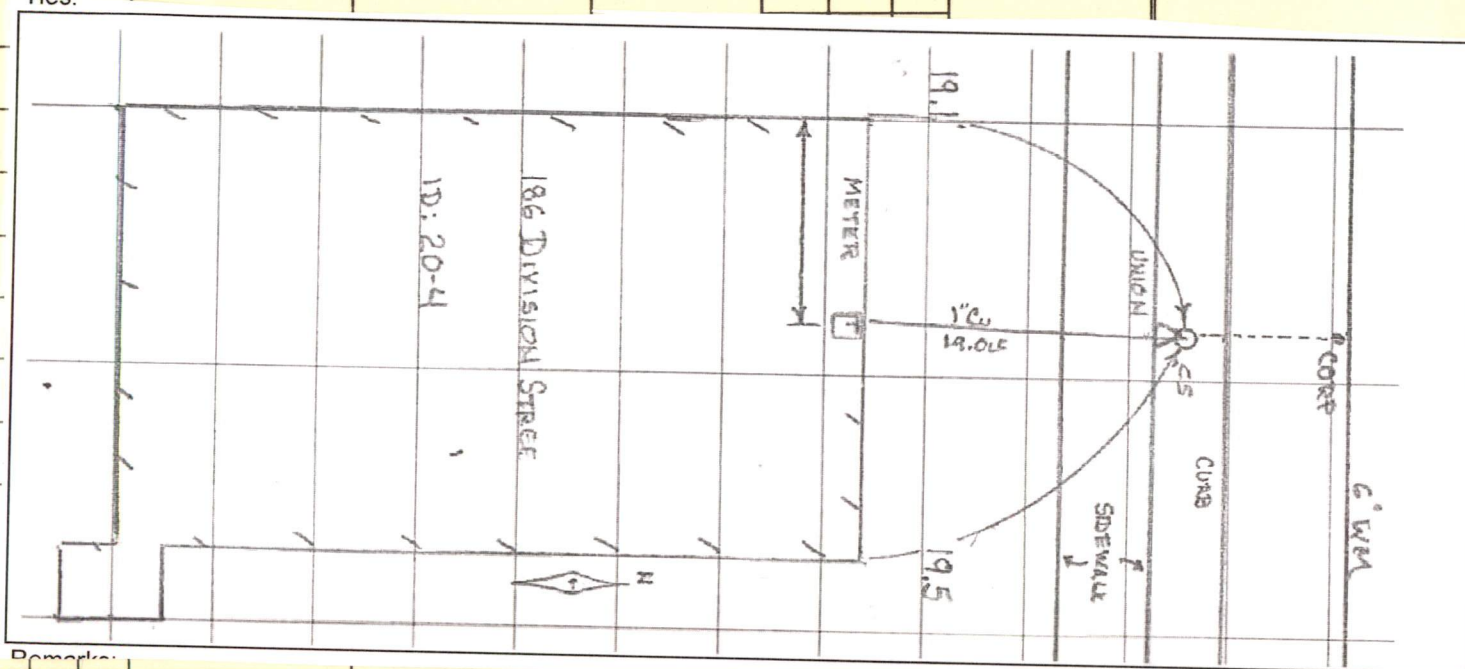 Ties:
19.1
METER
UNION
1"Cu
19.0LF
T
CS
CORP
CURB
SIDEWALK
6" WM
186 DIVISION STREE
ID: 20-4
19.5
N
Remarks: